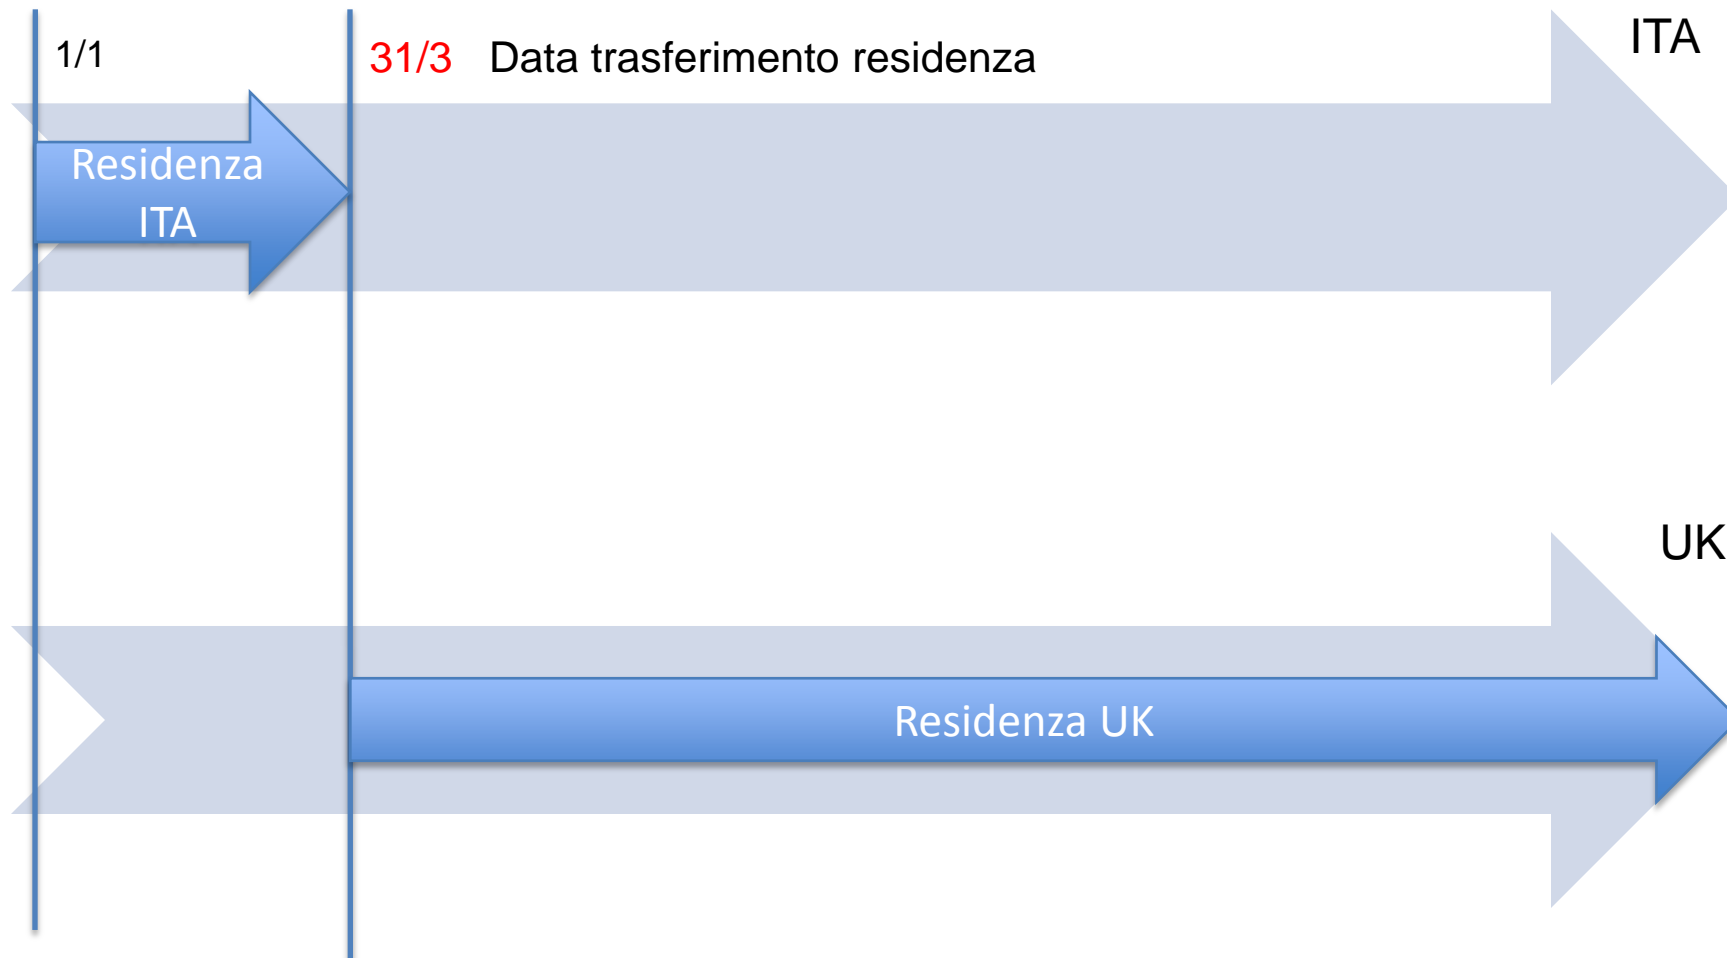 ITA
1/1
31/3 Data trasferimento residenza
Residenza
ITA
UK
Residenza UK